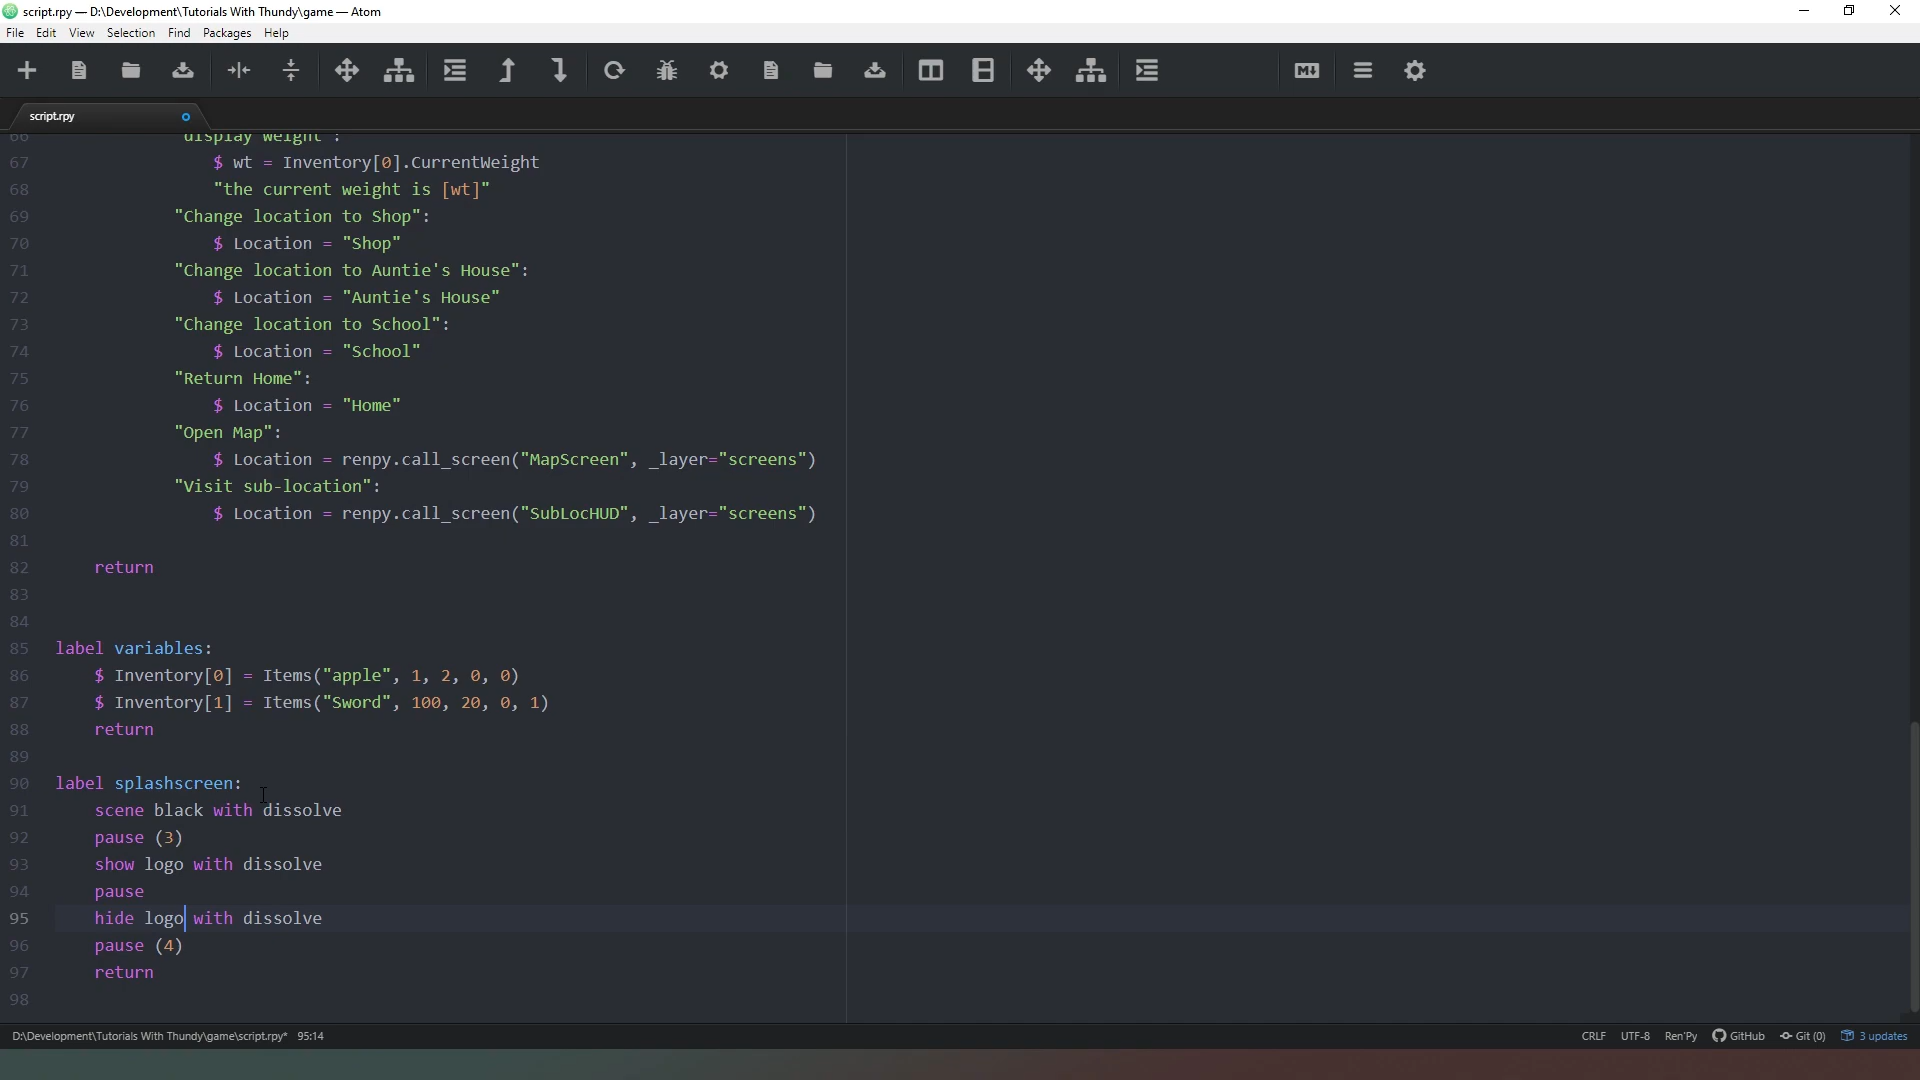 script.rpy — D:\Development\Tutorials With Thundy\game — Atom
File Edit View Selection Find Packages Help
M↓
script.rpy
66 "display weight":
67 $ wt = Inventory[0].CurrentWeight
68 "the current weight is [wt]"
69 "Change location to Shop":
70 $ Location = "Shop"
71 "Change location to Auntie's House":
72 $ Location = "Auntie's House"
73 "Change location to School":
74 $ Location = "School"
75 "Return Home":
76 $ Location = "Home"
77 "Open Map":
78 $ Location = renpy.call_screen("MapScreen", _layer="screens")
79 "Visit sub-location":
80 $ Location = renpy.call_screen("SubLocHUD", _layer="screens")
81
82 return
83
84
85 label variables:
86 $ Inventory[0] = Items("apple", 1, 2, 0, 0)
87 $ Inventory[1] = Items("Sword", 100, 20, 0, 1)
88 return
89
90 label splashscreen:
91 scene black with dissolve
92 pause (3)
93 show logo with dissolve
94 pause
95 hide logo with dissolve
96 pause (4)
97 return
98
D:\Development\Tutorials With Thundy\game\script.rpy* 95:14 CRLF UTF-8 Ren'Py GitHub Git (0) 3 updates